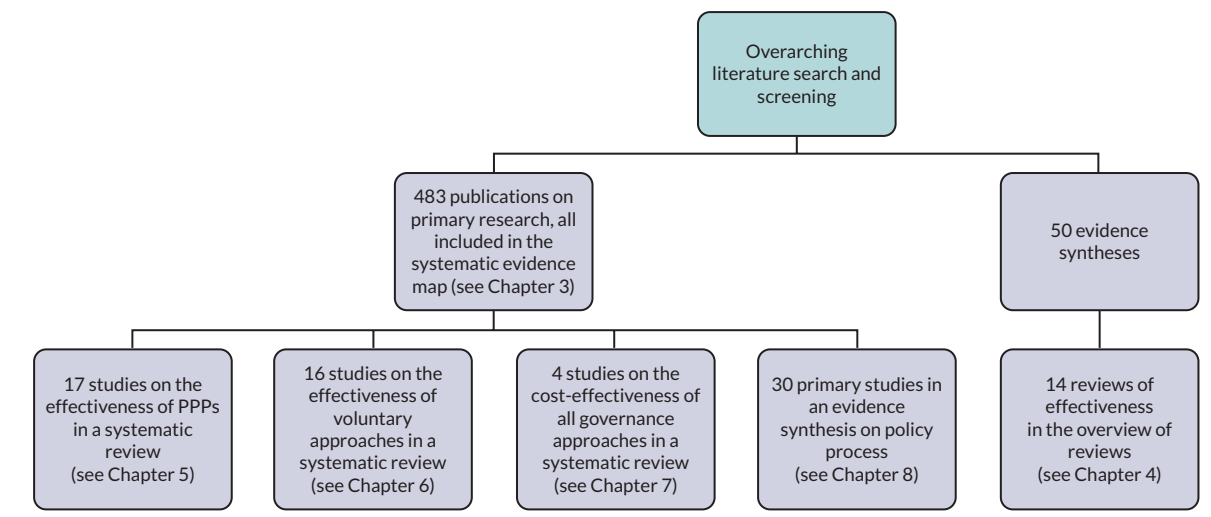 Overarching
literature search and
screening
483 publications on
primary research, all
included in the
systematic evidence
map (see Chapter 3)
50 evidence
syntheses
17 studies on the
effectiveness of PPPs
in a systematic
review
(see Chapter 5)
16 studies on the
effectiveness of
voluntary
approaches in a
systematic review
(see Chapter 6)
4 studies on the
cost-effectiveness of
all governance
approaches in a
systematic review
(see Chapter 7)
30 primary studies in
an evidence
synthesis on policy
process
(see Chapter 8)
14 reviews of
effectiveness
in the overview of
reviews
(see Chapter 4)